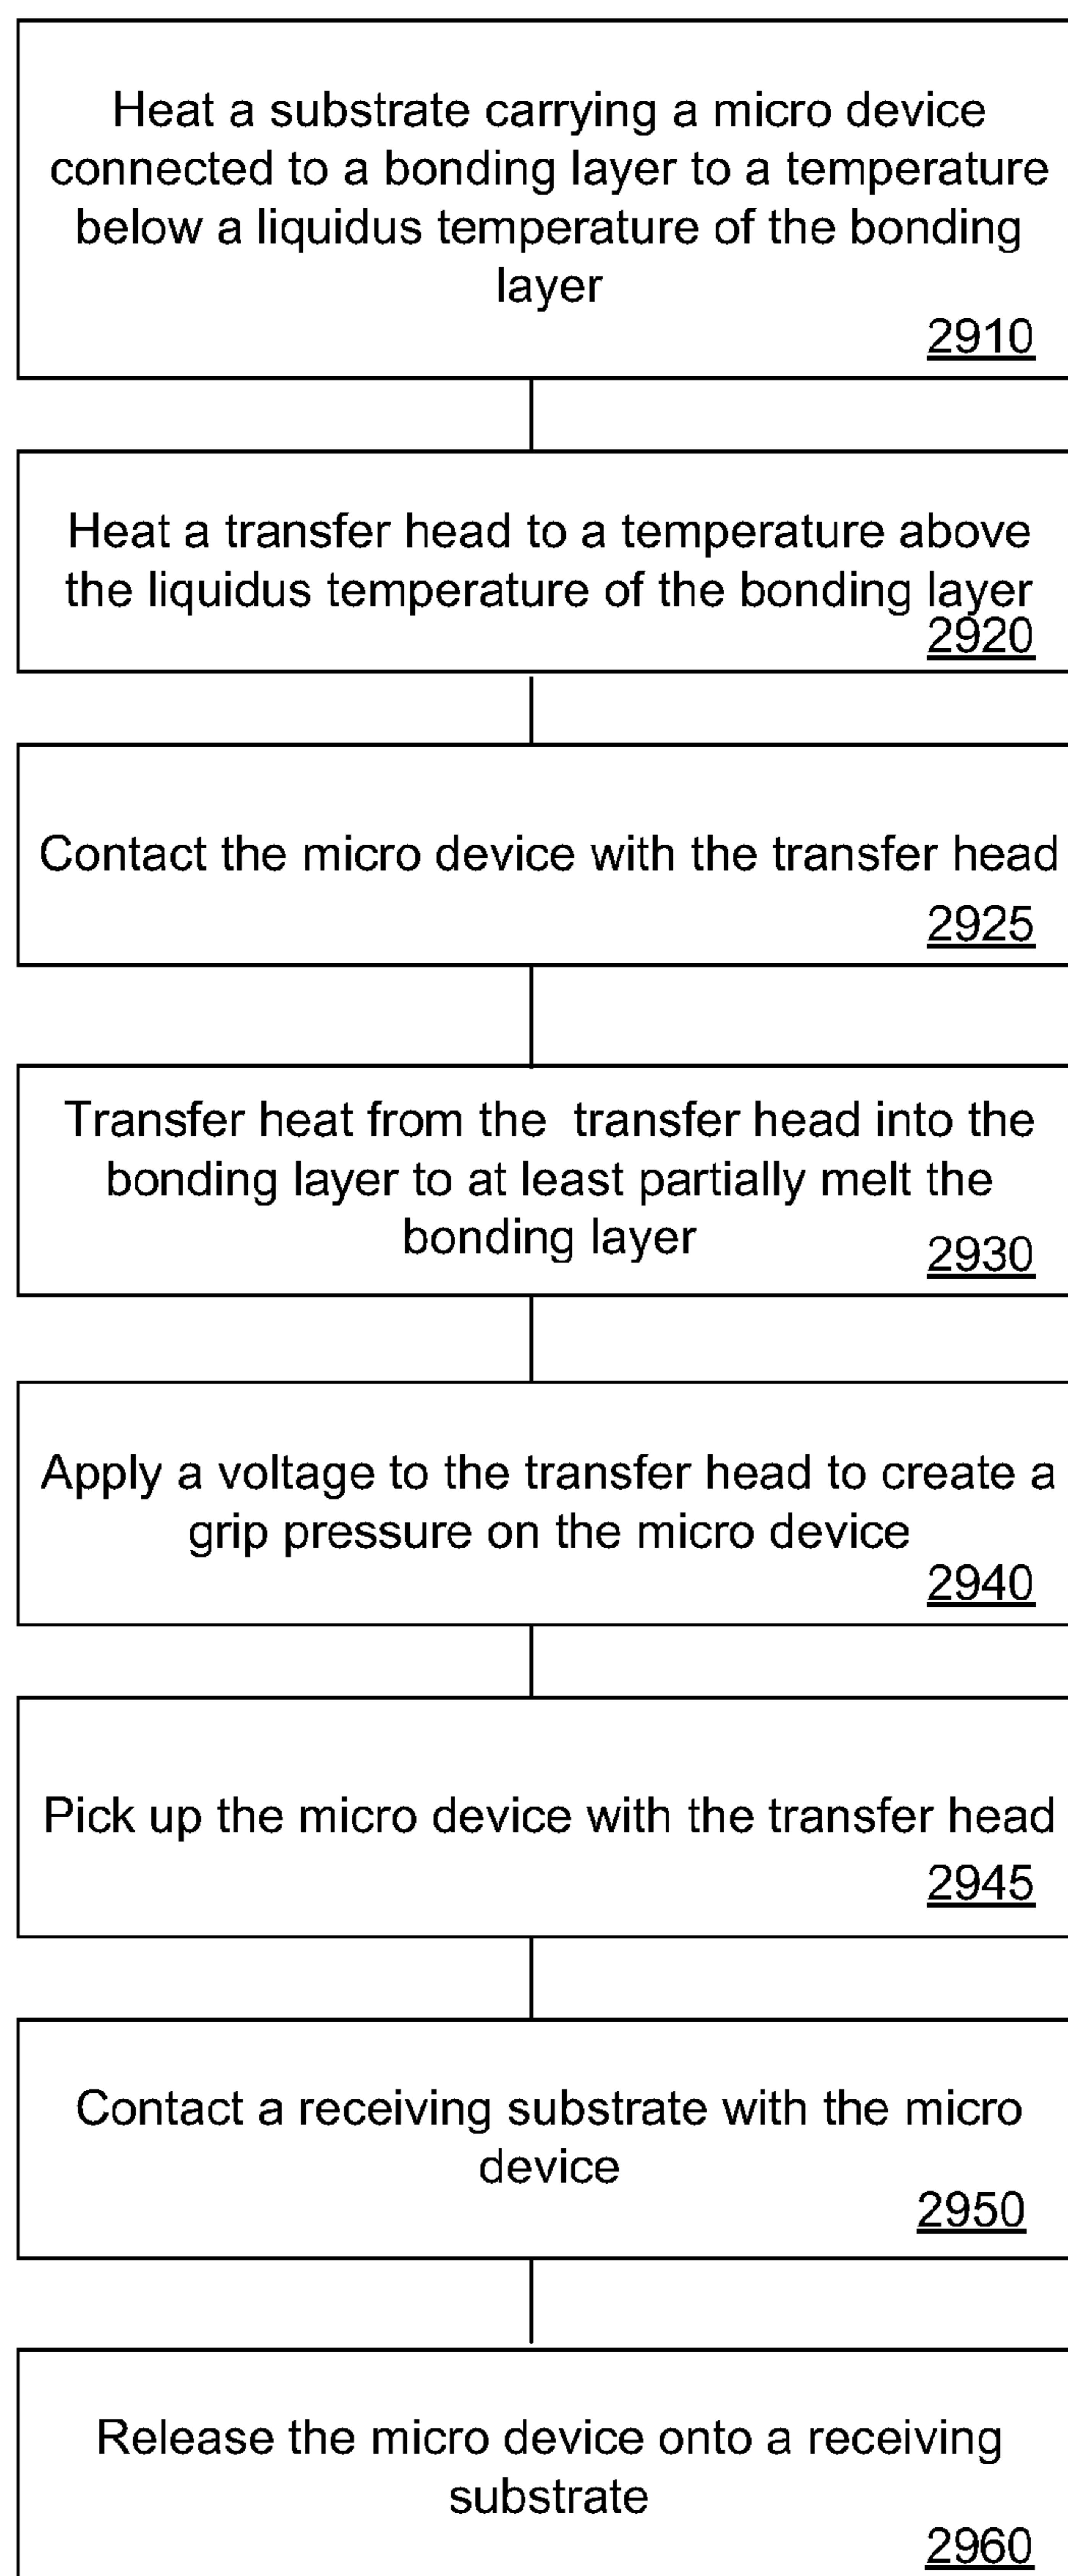 Heat a substrate carrying a micro device
connected to a bonding layer to a temperature
below a liquidus temperature of the bonding
layer
2910
Heat a transfer head to a temperature above
the liquidus temperature of the bonding layer
2920
Contact the micro device with the transfer head
2925
Transfer heat from the transfer head into the
bonding layer to at least partially melt the
bonding layer
2930
Apply a voltage to the transfer head to create a
grip pressure on the micro device
2940
Pick up the micro device with the transfer head
2945
Contact a receiving substrate with the micro
device
2950
Release the micro device onto a receiving
substrate
2960